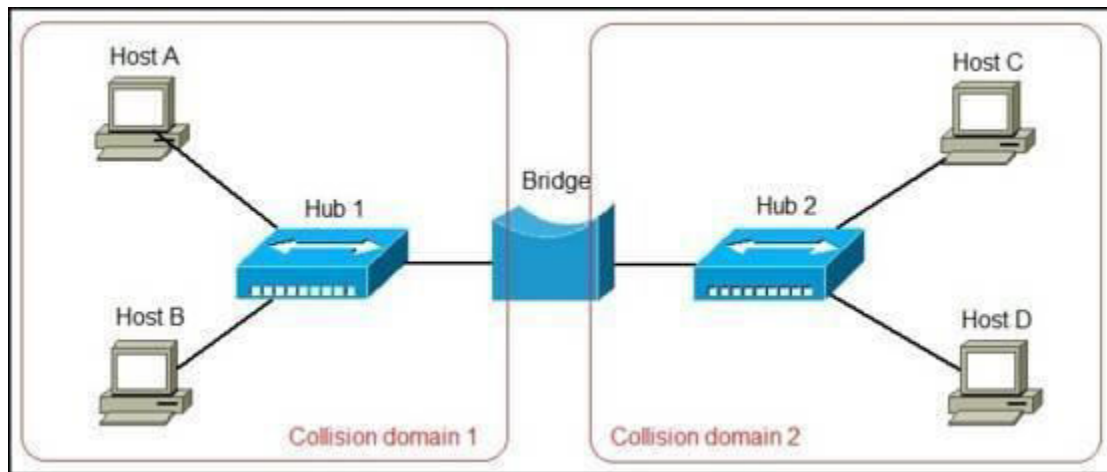 Host A
Host C
Bridge
Hub 1
Hub 2
Host B
Host D
Collision domain 1
Collision domain 2